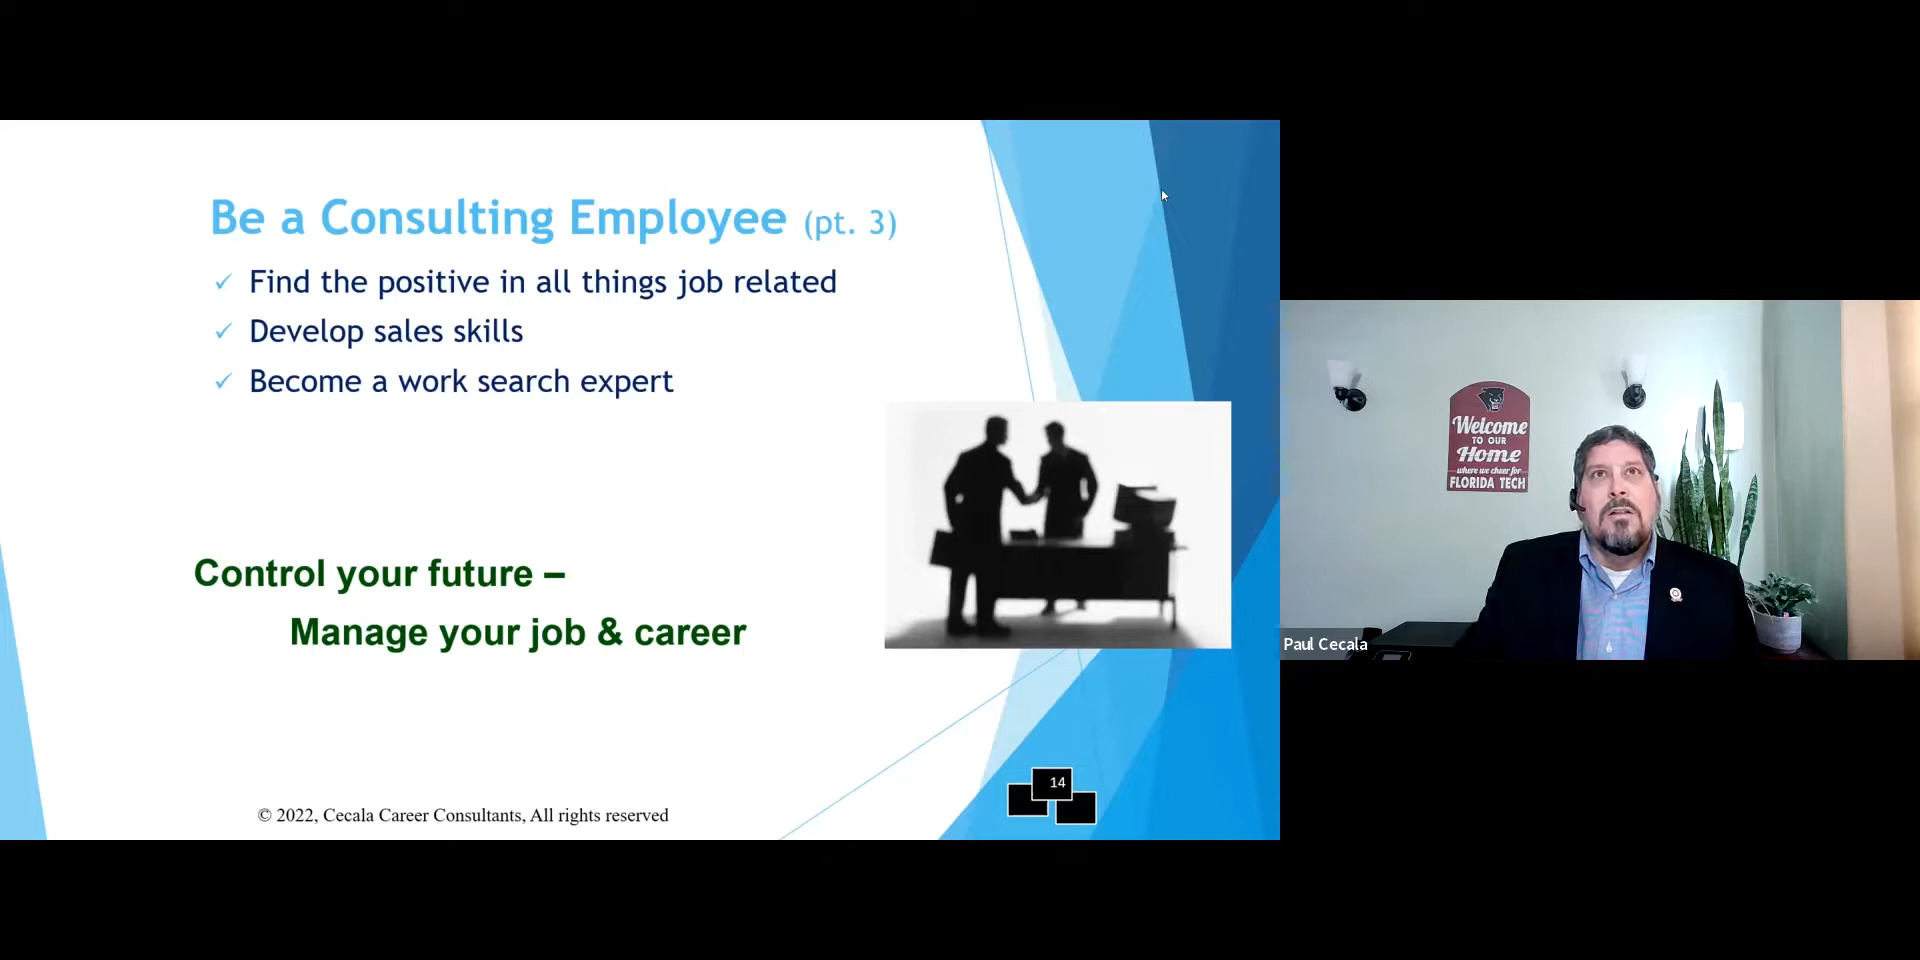 Be a Consulting Employee (pt. 3)
✓ Find the positive in all things job related
✓ Develop sales skills
✓ Become a work search expert
Control your future –
Manage your job & career
© 2022, Cecala Career Consultants, All rights reserved
14
Welcome
TO OUR
Home
where we cheer for
FLORIDA TECH
Paul Cecala